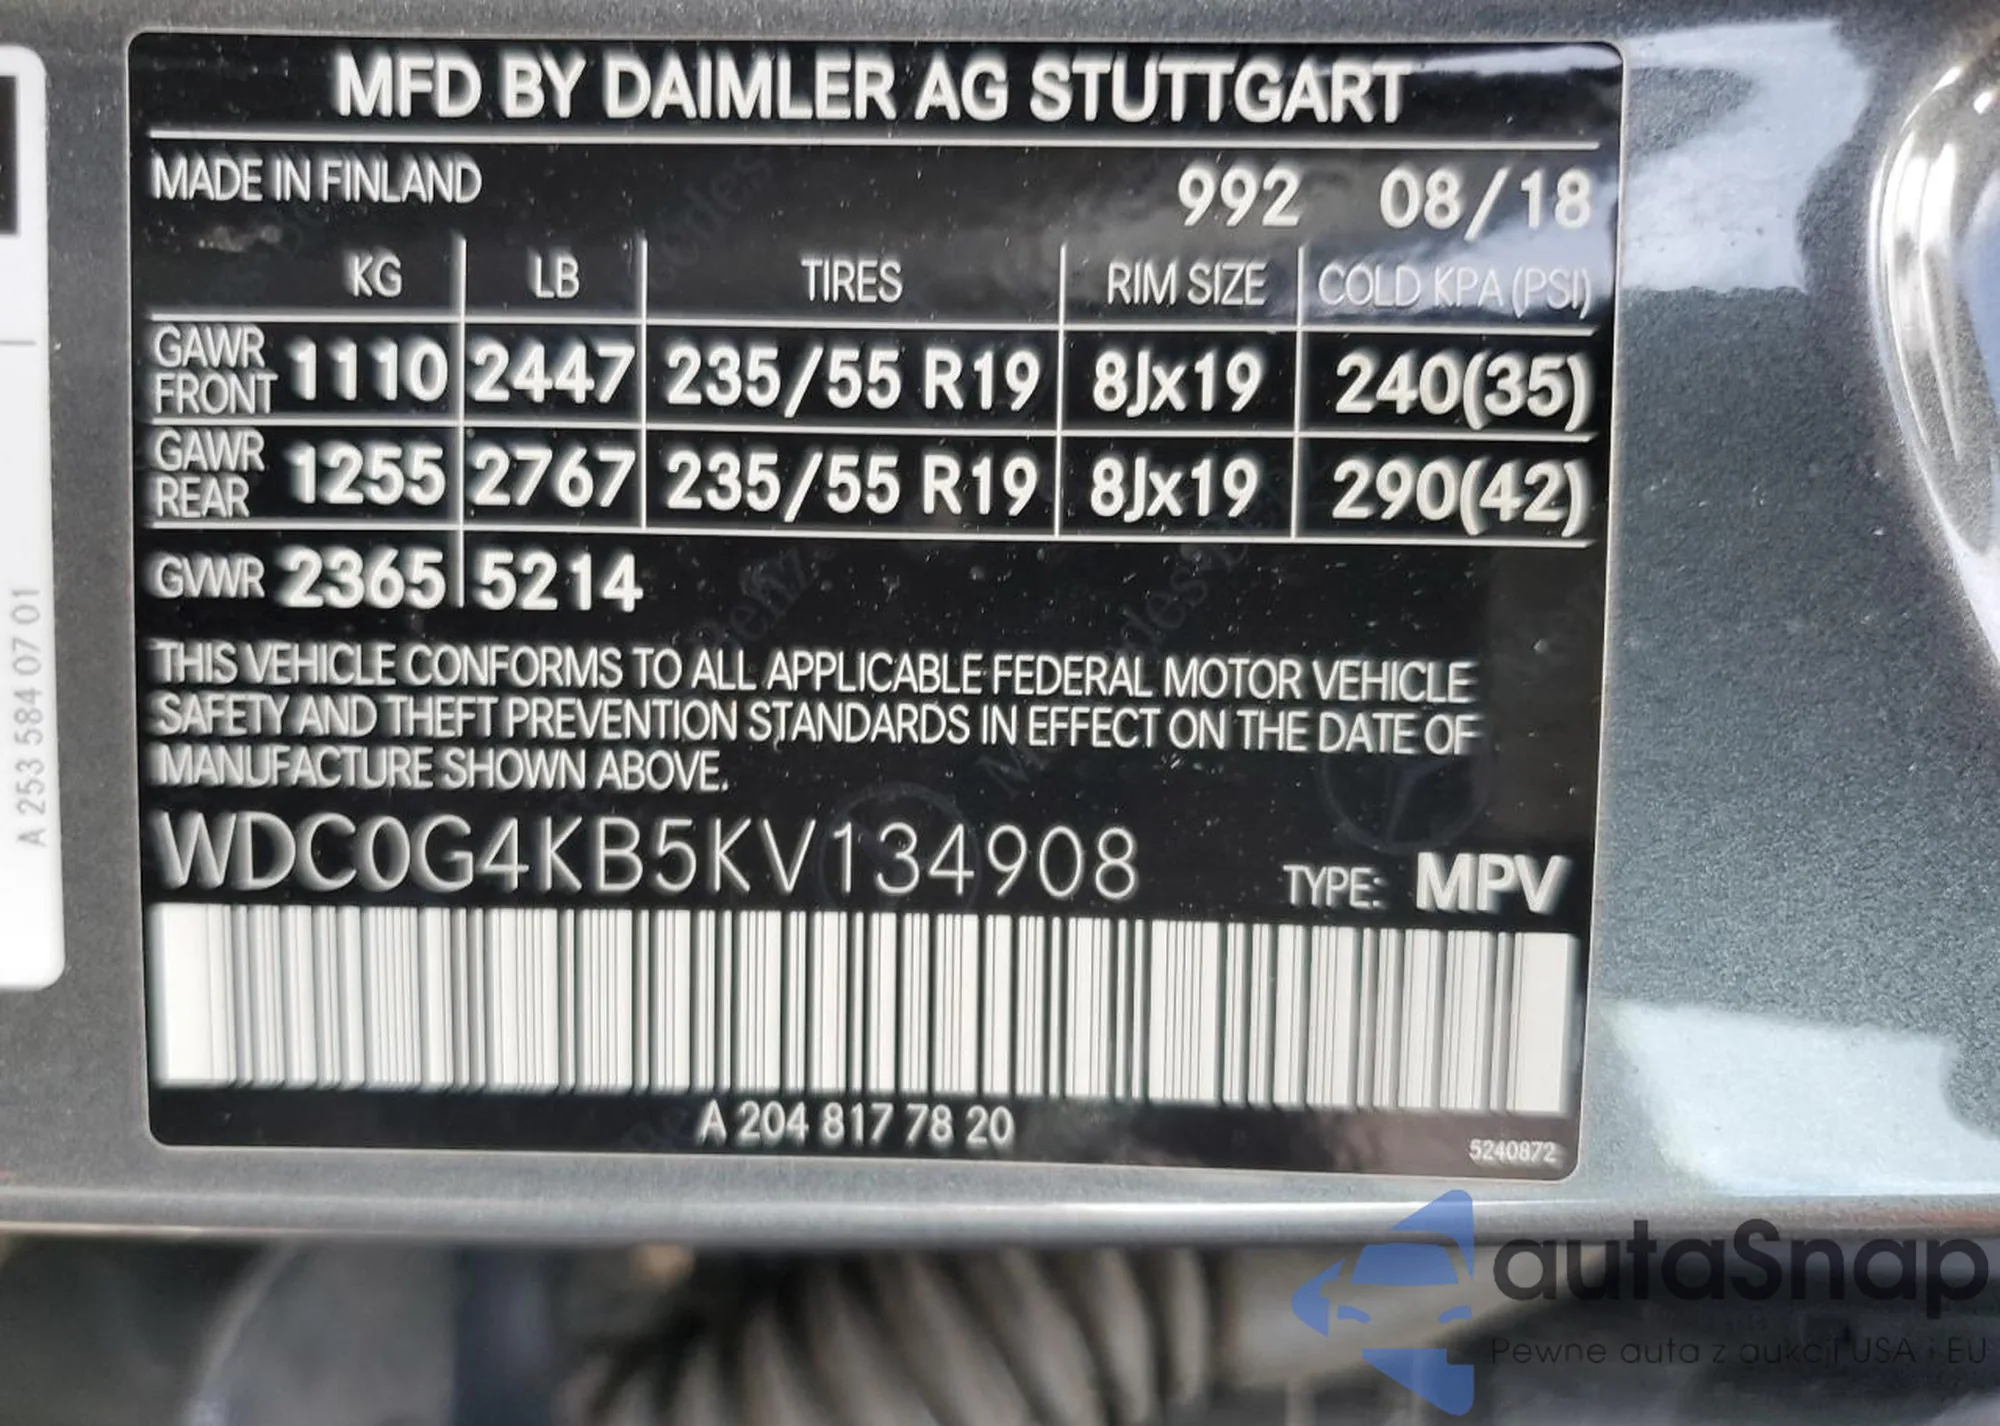 MFD BY DAIMLER AG STUTTGART
MADE IN FINLAND 992 08/18
KG LB TIRES RIM SIZE COLD KPA (PSI)
GAWR FRONT 1110 2447 235/55 R19 8Jx19 240(35)
GAWR REAR 1255 2767 235/55 R19 8Jx19 290(42)
GVWR 2365 5214
THIS VEHICLE CONFORMS TO ALL APPLICABLE FEDERAL MOTOR VEHICLE
SAFETY AND THEFT PREVENTION STANDARDS IN EFFECT ON THE DATE OF
MANUFACTURE SHOWN ABOVE.
WDC0G4KB5KV134908 TYPE: MPV
A 204 817 78 20
5240872
A 253 584 07 01
autaSnap
Pewne auta z aukcji USA i EU